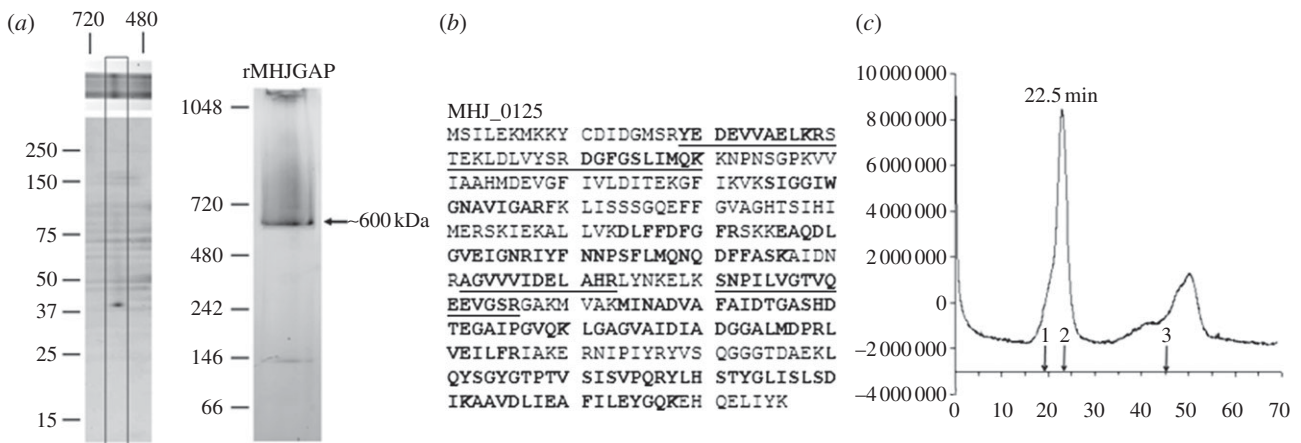 (a)
720 480
250
150
75
50
37
25
15
rMHJGAP
1048
720
480
242
146
66
~600 kDa
(b)
MHJ_0125
MSILEKMKKY CDIDGMSRYE DEVVAELKRS
TEKLDLVYSR DGFGSLIMQK KNPNSGPKVV
IAAHMDEVGF IVLDITEKGF IKVKSIGGIW
GNAVIGARFK LISSSGQEFF GVAGHTSIHI
MERSKIEKAL LVKDLFFDFG FRSKKEAQDL
GVEIGNRIYF NNPSFLMQNQ DFFASKAIDN
RAGVVVIDEL AHRLYNKELK SNPILVGTVQ
EEVGSRGAKM VAKMINADVA FAIDTGASHD
TEGAIPGVQK LGAGVAIDIA DGGALMDPRL
VEILFRIAKE RNIPIYRYVS QGGGTDAEKL
QYSGYGTPTV SISVPQRYLH STYGLISLSD
IKAAVDLIEA FILEYGQKEH QELIYK
(c)
10 000 000
8 000 000
6 000 000
4 000 000
2 000 000
0
−2 000 000
−4 000 000
22.5 min
1 2 3
0 10 20 30 40 50 60 70